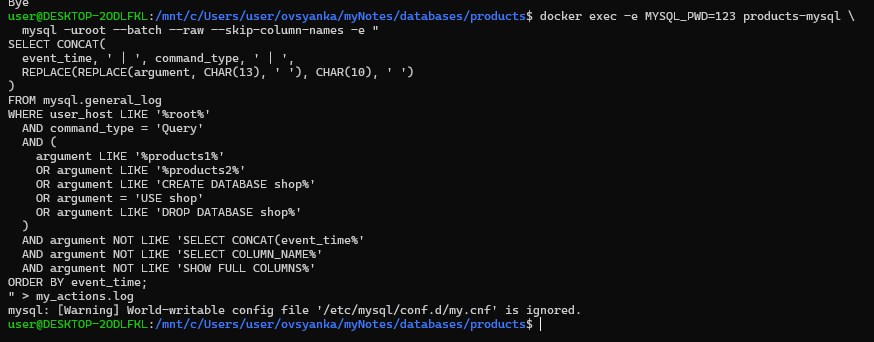 Bye
user@DESKTOP-2ODLFKL:/mnt/c/Users/user/ovsyanka/myNotes/databases/products$ docker exec -e MYSQL_PWD=123 products-mysql \
  mysql -uroot --batch --raw --skip-column-names -e "
SELECT CONCAT(
  event_time, ' | ', command_type, ' | ',
  REPLACE(REPLACE(argument, CHAR(13), ' '), CHAR(10), ' ')
)
FROM mysql.general_log
WHERE user_host LIKE '%root%'
  AND command_type = 'Query'
  AND (
    argument LIKE '%products1%'
    OR argument LIKE '%products2%'
    OR argument LIKE 'CREATE DATABASE shop%'
    OR argument = 'USE shop'
    OR argument LIKE 'DROP DATABASE shop%'
  )
  AND argument NOT LIKE 'SELECT CONCAT(event_time%'
  AND argument NOT LIKE 'SELECT COLUMN_NAME%'
  AND argument NOT LIKE 'SHOW FULL COLUMNS%'
ORDER BY event_time;
" > my_actions.log
mysql: [Warning] World-writable config file '/etc/mysql/conf.d/my.cnf' is ignored.
user@DESKTOP-2ODLFKL:/mnt/c/Users/user/ovsyanka/myNotes/databases/products$